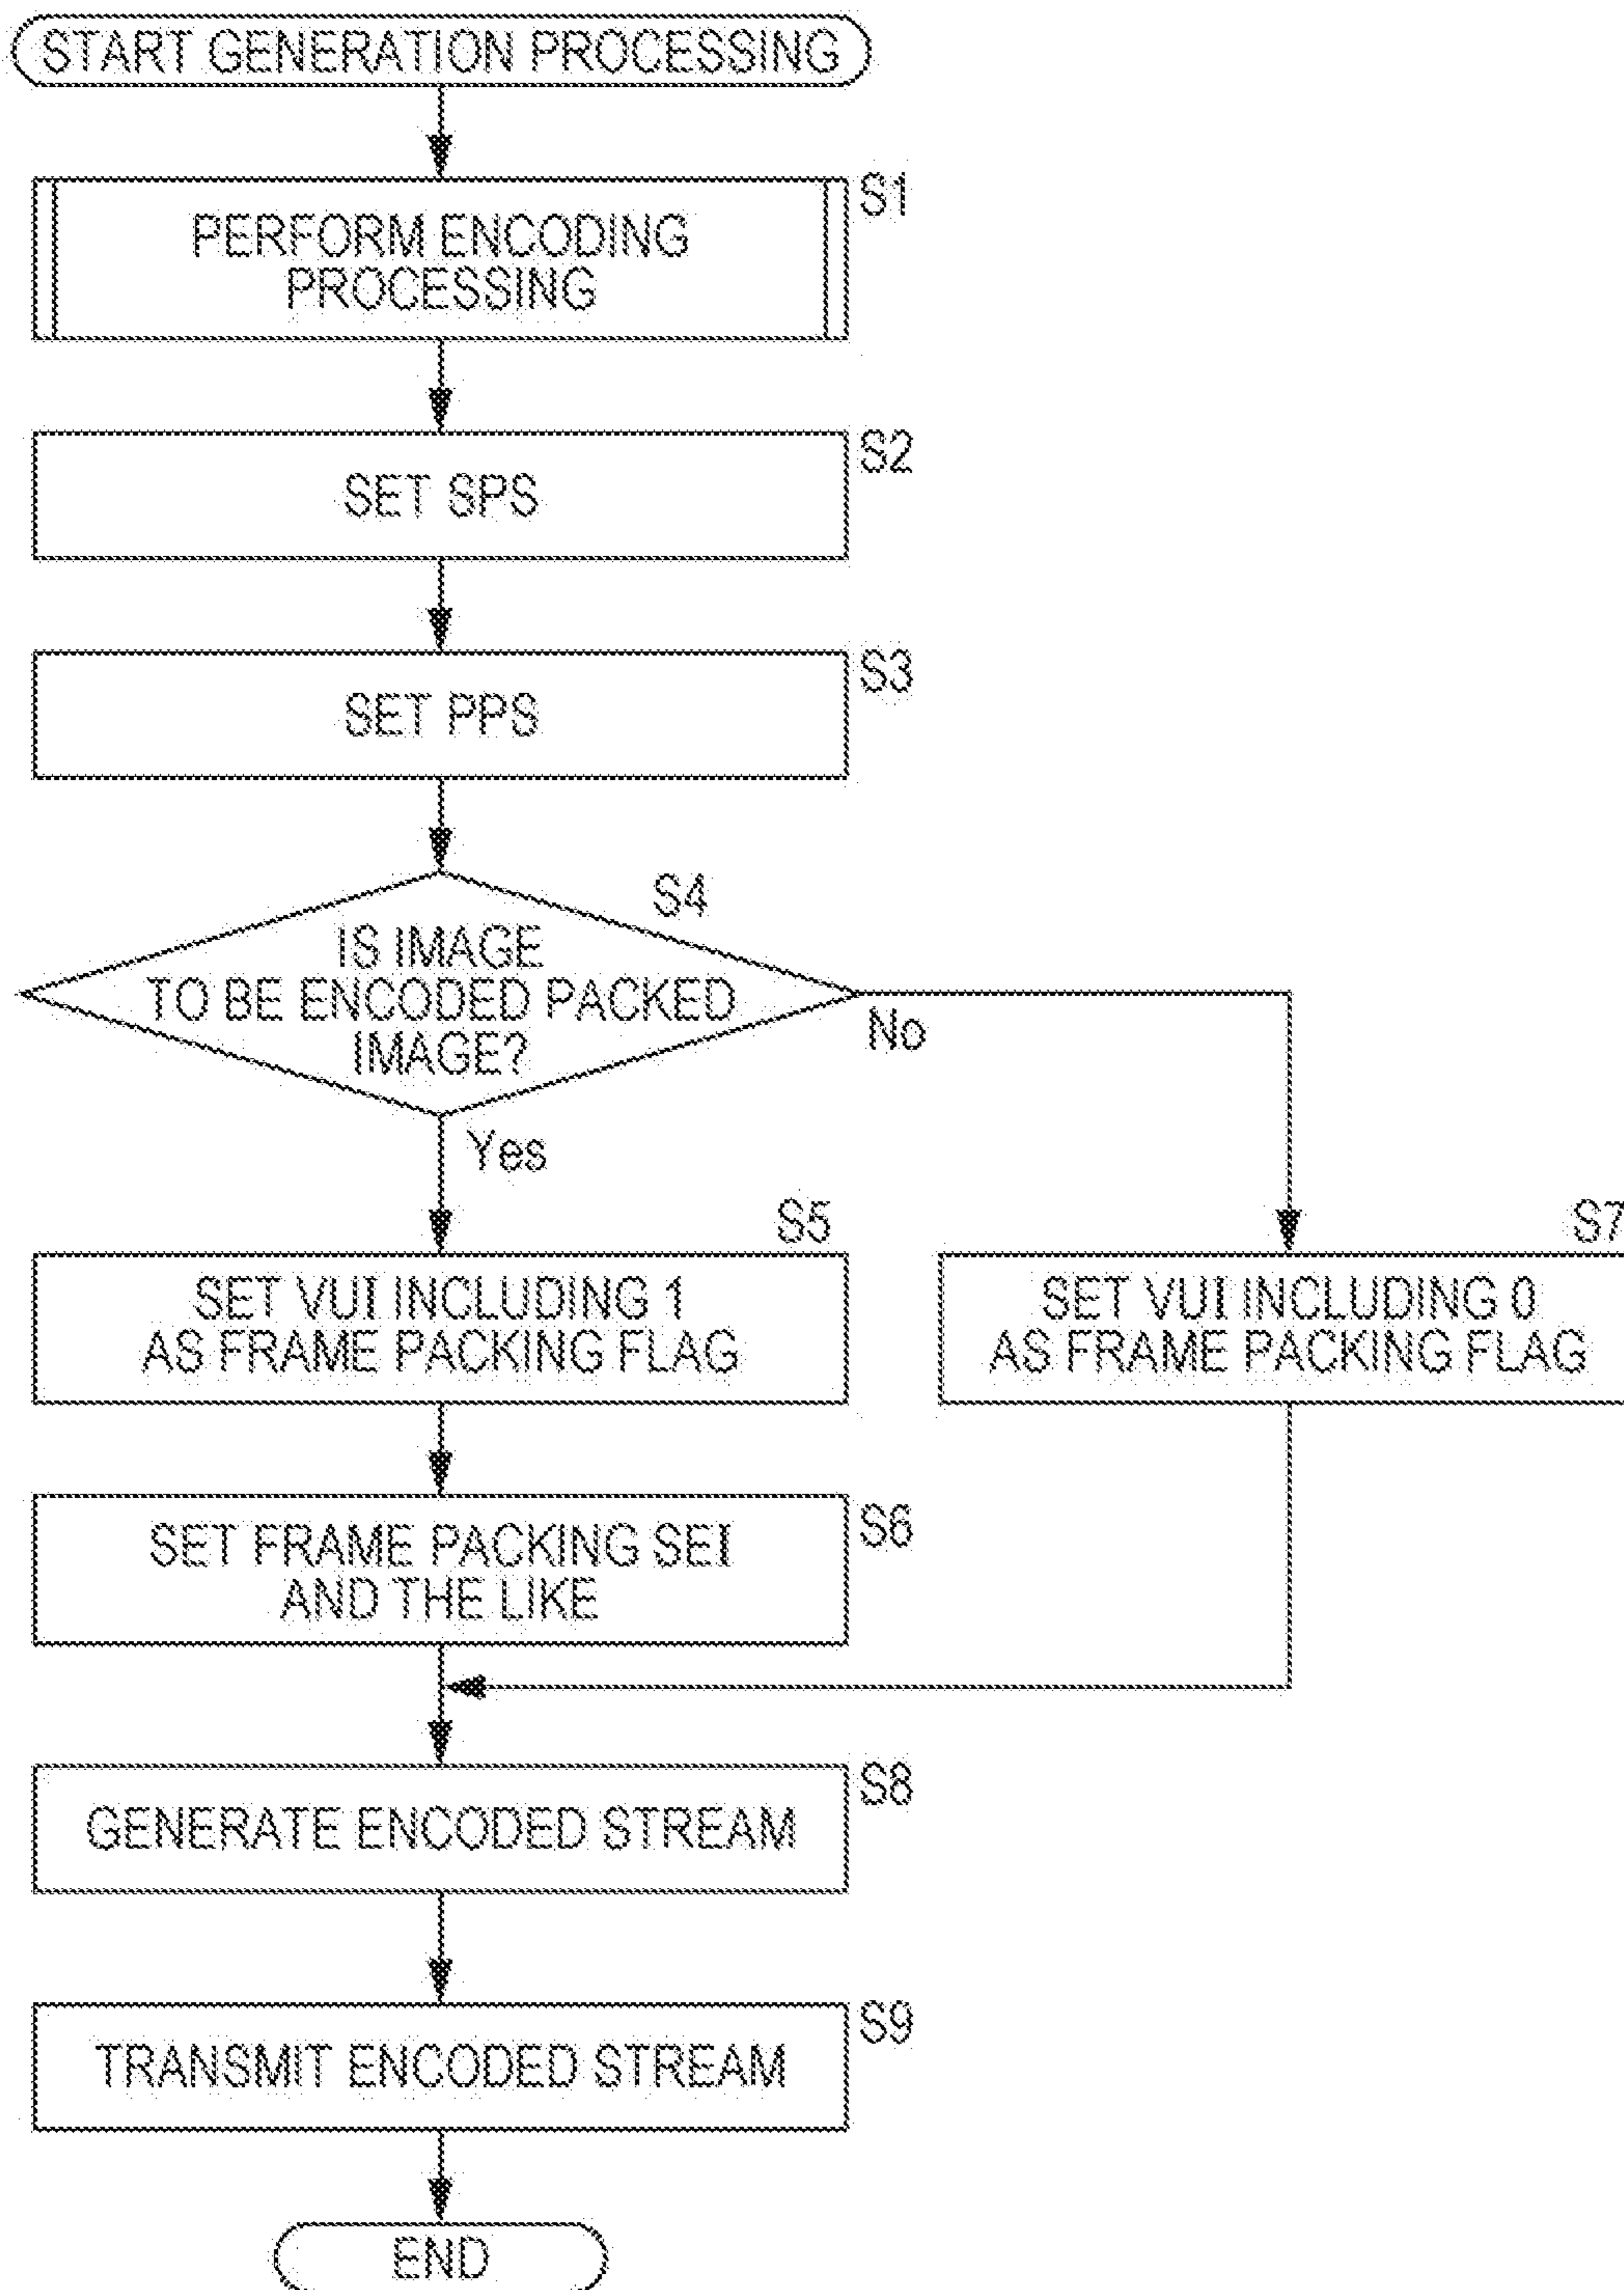 START GENERATION PROCESSING
S1
PERFORM ENCODING
PROCESSING
S2
SET SPS
S3
SET PPS
S4
IS IMAGE
TO BE ENCODED PACKED
IMAGE?
No
Yes
S5
SET VUI INCLUDING 1
AS FRAME PACKING FLAG
S7
SET VUI INCLUDING 0
AS FRAME PACKING FLAG
S6
SET FRAME PACKING SEI
AND THE LIKE
S8
GENERATE ENCODED STREAM
S9
TRANSMIT ENCODED STREAM
END